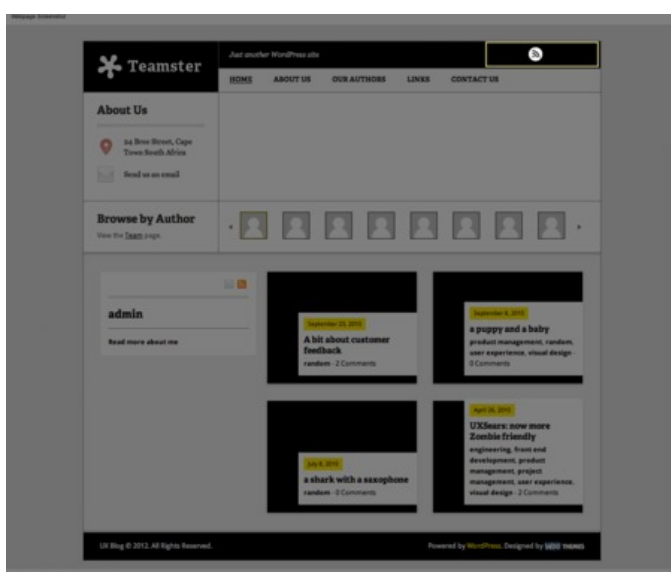 Webpage Screenshot
Teamster
Just another WordPress site
HOME ABOUT US OUR AUTHORS LINKS CONTACT US
About Us
24 Bree Street, Cape
Town South Africa
Send us an email
Browse by Author
View the Team page.
admin
Read more about me
September 23, 2010
A bit about customer
feedback
random - 2 Comments
September 8, 2010
a puppy and a baby
product management, random,
user experience, visual design -
0 Comments
July 8, 2010
a shark with a saxophone
random - 0 Comments
April 26, 2010
UXSears: now more
Zombie friendly
engineering, front end
development, product
management, project
management, user experience,
visual design - 2 Comments
UX Blog © 2012. All Rights Reserved.
Powered by WordPress. Designed by WOO THEMES